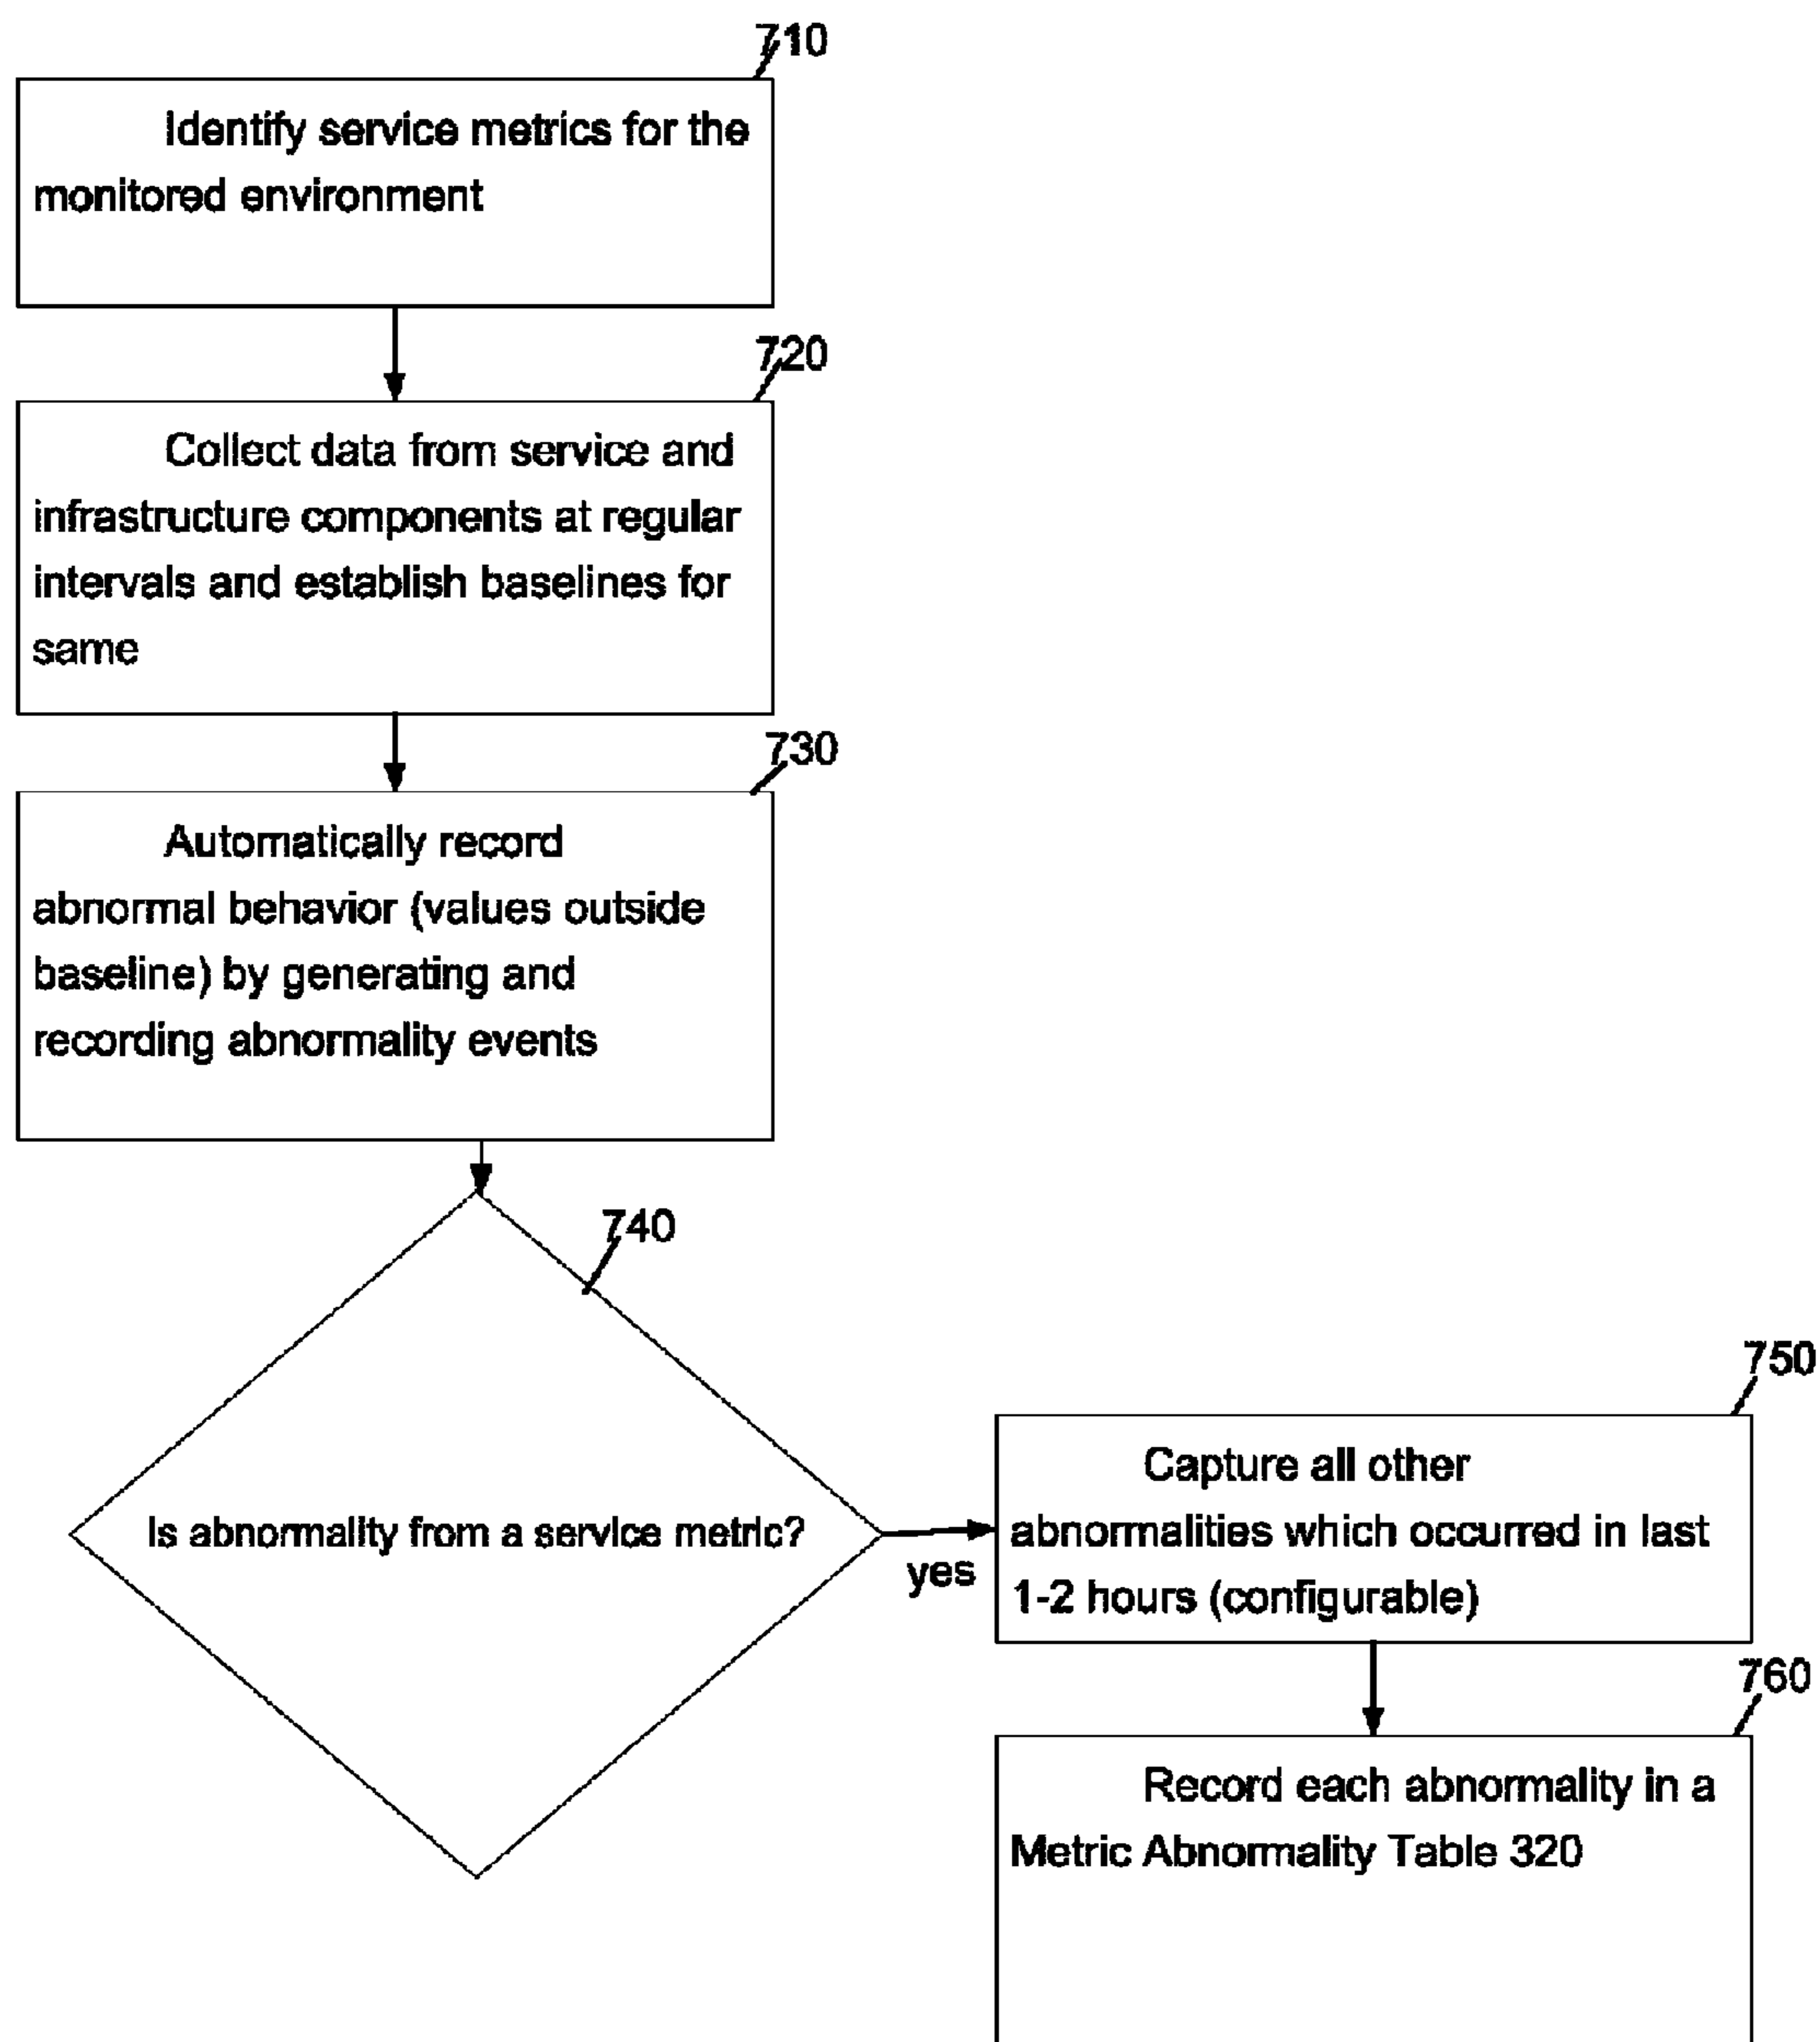 710
Identify service metrics for the
monitored environment
720
Collect data from service and
infrastructure components at regular
intervals and establish baselines for
same
730
Automatically record
abnormal behavior (values outside
baseline) by generating and
recording abnormality events
740
Is abnormality from a service metric?
yes
750
Capture all other
abnormalities which occurred in last
1-2 hours (configurable)
760
Record each abnormality in a
Metric Abnormality Table 320